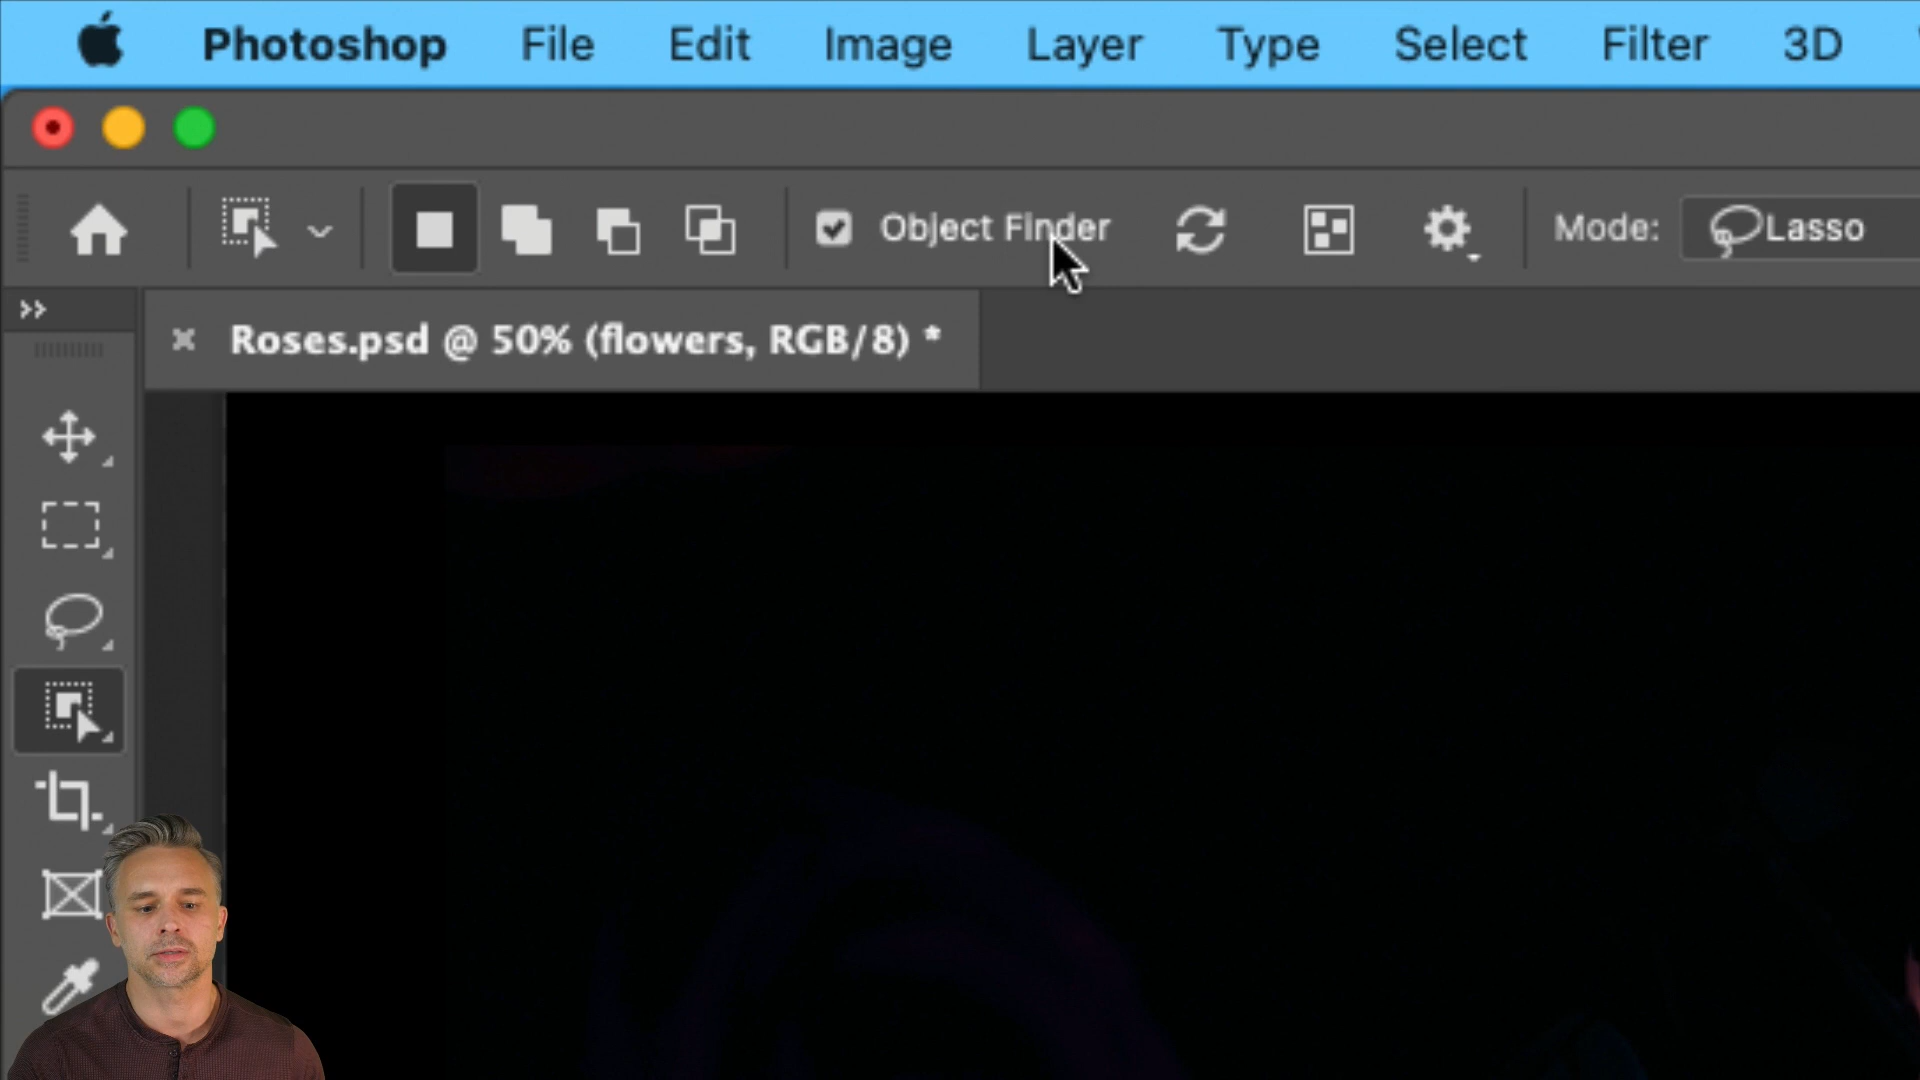 Photoshop File Edit Image Layer Type Select Filter 3D
Object Finder Mode: Lasso
Roses.psd @ 50% (flowers, RGB/8) *